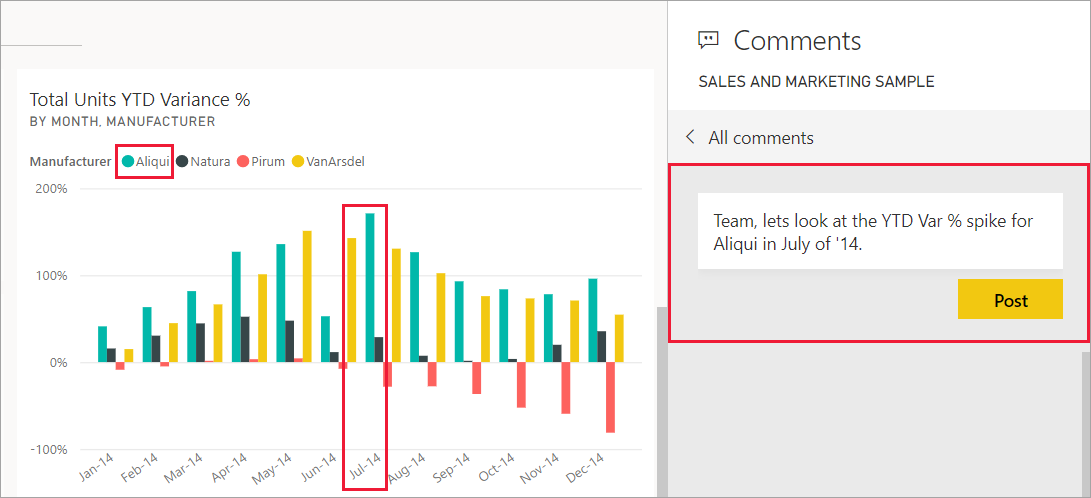 Comments
SALES AND MARKETING SAMPLE
All comments
Total Units YTD Variance %
BY MONTH, MANUFACTURER
Manufacturer Aliqui Natura Pirum VanArsdel
200%
100%
0%
-100%
Jan-14 Feb-14 Mar-14 Apr-14 May-14 Jun-14 Jul-14 Aug-14 Sep-14 Oct-14 Nov-14 Dec-14
Team, lets look at the YTD Var % spike for
Aliqui in July of '14.
Post